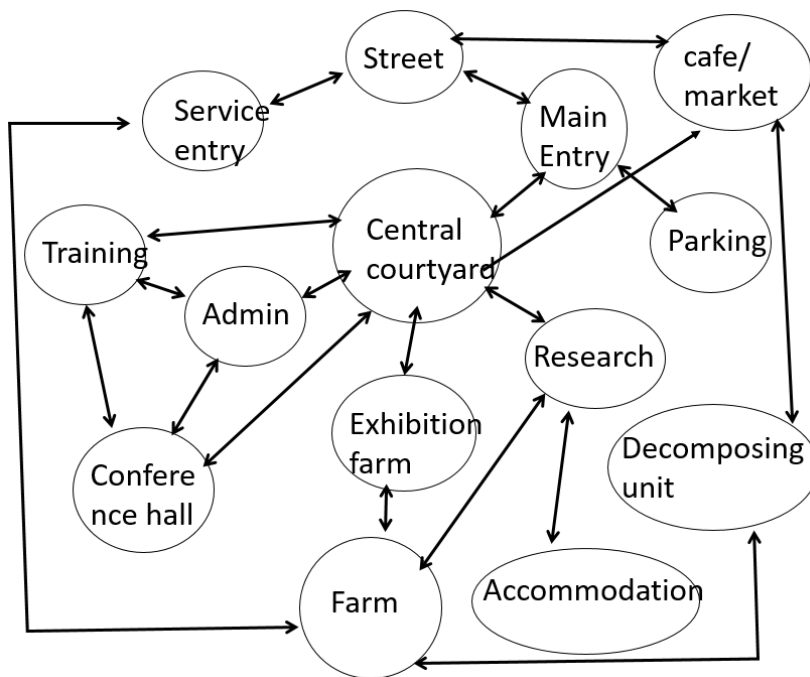 Street
cafe/
market
Service
entry
Main
Entry
Training
Central
courtyard
Parking
Admin
Research
Exhibition
farm
Decomposing
unit
Confere
nce hall
Farm
Accommodation